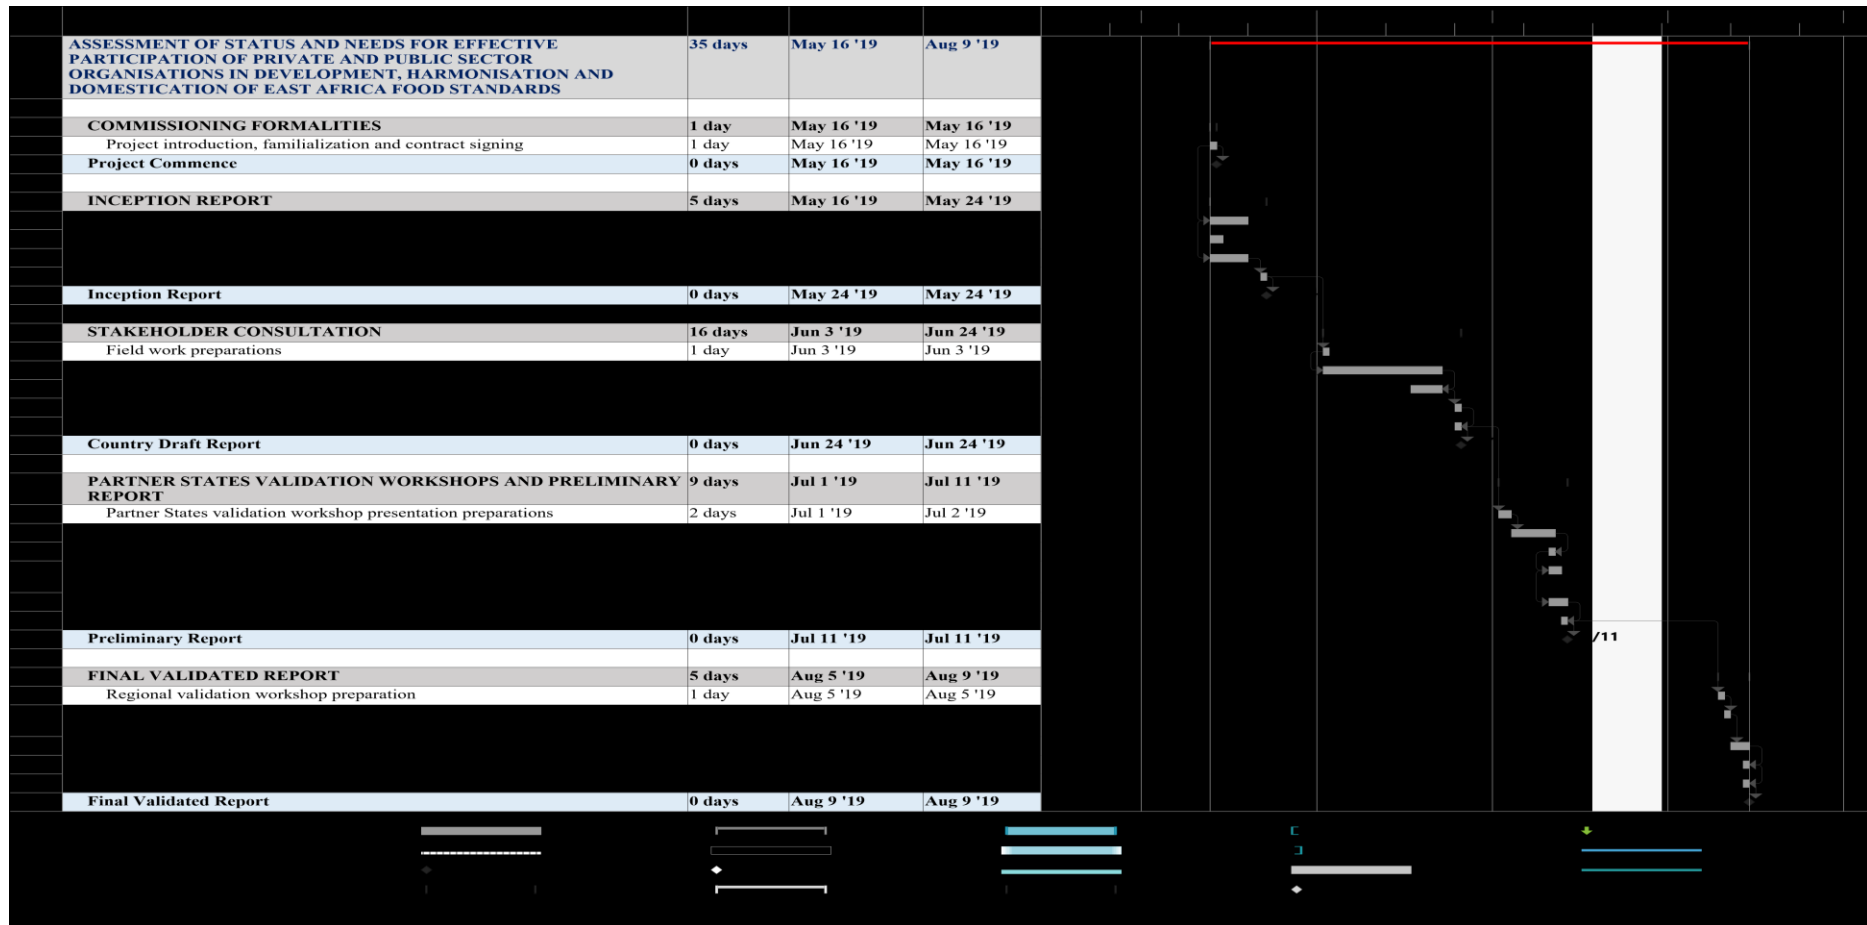 ASSESSMENT OF STATUS AND NEEDS FOR EFFECTIVE 35 days May 16 '19 Aug 9 '19
PARTICIPATION OF PRIVATE AND PUBLIC SECTOR
ORGANISATIONS IN DEVELOPMENT, HARMONISATION AND
DOMESTICATION OF EAST AFRICA FOOD STANDARDS
COMMISSIONING FORMALITIES 1 day May 16 '19 May 16 '19
Project introduction, familialization and contract signing 1 day May 16 '19 May 16 '19
Project Commence 0 days May 16 '19 May 16 '19
INCEPTION REPORT 5 days May 16 '19 May 24 '19
Inception Report 0 days May 24 '19 May 24 '19
STAKEHOLDER CONSULTATION 16 days Jun 3 '19 Jun 24 '19
Field work preparations 1 day Jun 3 '19 Jun 3 '19
Country Draft Report 0 days Jun 24 '19 Jun 24 '19
PARTNER STATES VALIDATION WORKSHOPS AND PRELIMINARY 9 days Jul 1 '19 Jul 11 '19
REPORT
Partner States validation workshop presentation preparations 2 days Jul 1 '19 Jul 2 '19
Preliminary Report 0 days Jul 11 '19 Jul 11 '19 /11
FINAL VALIDATED REPORT 5 days Aug 5 '19 Aug 9 '19
Regional validation workshop preparation 1 day Aug 5 '19 Aug 5 '19
Final Validated Report 0 days Aug 9 '19 Aug 9 '19